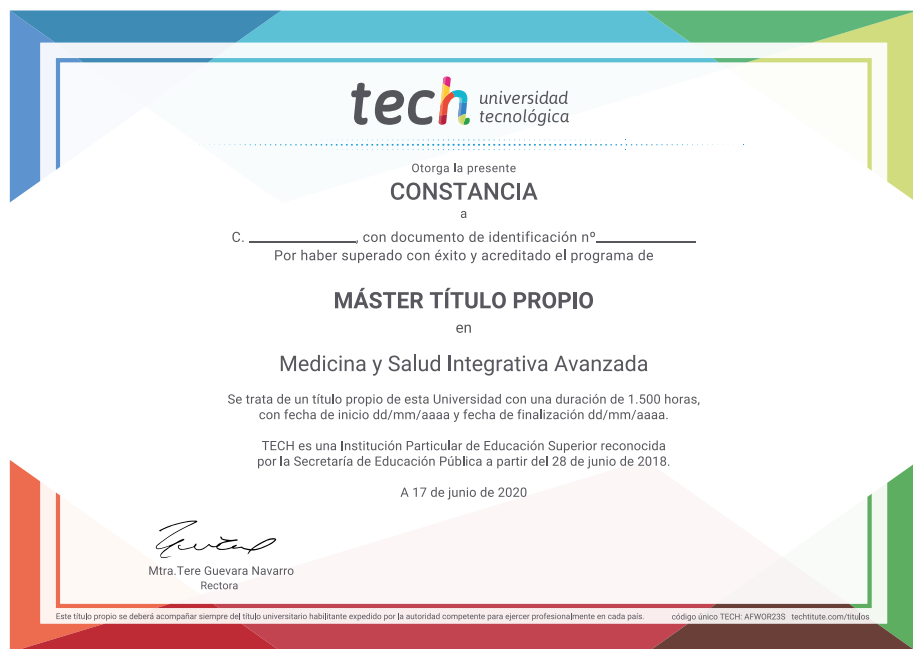 tech universidad
tecnológica
Otorga la presente
CONSTANCIA
a
C. ____________, con documento de identificación nº___________
Por haber superado con éxito y acreditado el programa de
MÁSTER TÍTULO PROPIO
en
Medicina y Salud Integrativa Avanzada
Se trata de un título propio de esta Universidad con una duración de 1.500 horas,
con fecha de inicio dd/mm/aaaa y fecha de finalización dd/mm/aaaa.
TECH es una Institución Particular de Educación Superior reconocida
por la Secretaría de Educación Pública a partir del 28 de junio de 2018.
A 17 de junio de 2020
Mtra.Tere Guevara Navarro
Rectora
Este título propio se deberá acompañar siempre del título universitario habilitante expedido por la autoridad competente para ejercer profesionalmente en cada país. código único TECH: AFWOR23S techtitute.com/titulos